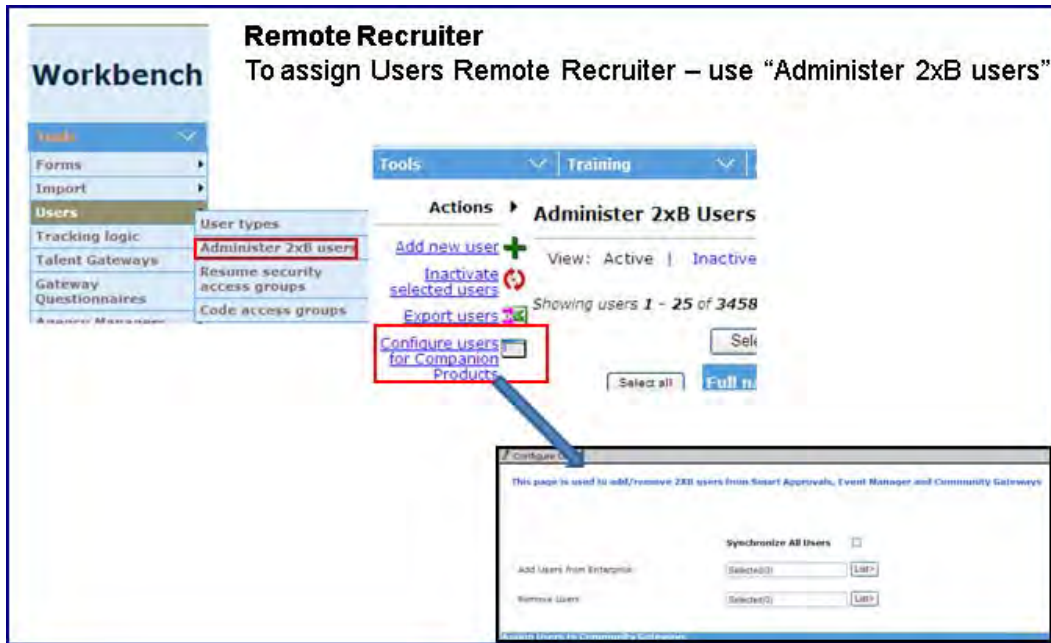 Remote Recruiter
To assign Users Remote Recruiter – use “Administer 2xB users”
Workbench
Tools
Forms
Import
Users
Tracking logic
Talent Gateways
Gateway
Questionnaires
Agency Managers
User types
Administer 2xB users
Resume security
access groups
Code access groups
Tools
Training
Actions
Add new user
Inactivate
selected users
Export users
Configure users
for Companion
Products
Administer 2xB Users
View: Active | Inactive
Showing users 1 - 25 of 3458
Sele
Select all
Full na
Configure
This page is used to add/remove 2XB users from Smart Approvals, Event Manager and Community Gateways
Synchronize All Users
Add Users from Enterprise
Selected(0)
List>
Remove Users
Selected(0)
List>
Assign Users to Community Gateways